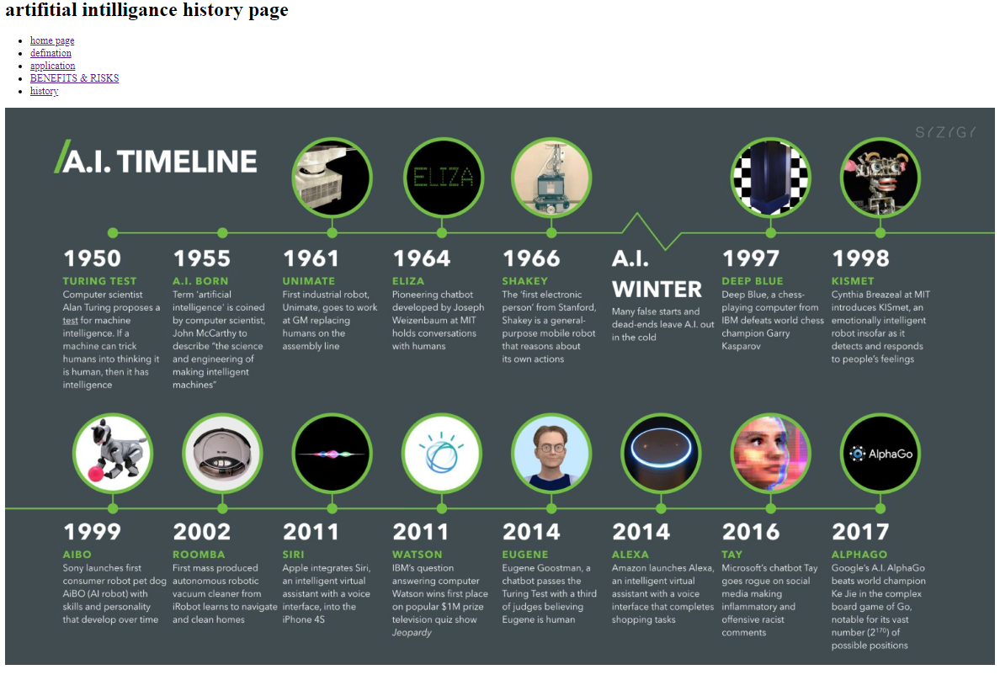 artifitial intilligance history page
home page
defination
application
BENEFITS & RISKS
history
SYZYGY
/A.I. TIMELINE
ELIZA
1950
TURING TEST
Computer scientist
Alan Turing proposes a
test for machine
intelligence. If a
machine can trick
humans into thinking it
is human, then it has
intelligence
1955
A.I. BORN
Term 'artificial
intelligence' is coined
by computer scientist,
John McCarthy to
describe “the science
and engineering of
making intelligent
machines”
1961
UNIMATE
First industrial robot,
Unimate, goes to work
at GM replacing
humans on the
assembly line
1964
ELIZA
Pioneering chatbot
developed by Joseph
Weizenbaum at MIT
holds conversations
with humans
1966
SHAKEY
The 'first electronic
person' from Stanford,
Shakey is a general-
purpose mobile robot
that reasons about
its own actions
A.I.
WINTER
Many false starts and
dead-ends leave A.I. out
in the cold
1997
DEEP BLUE
Deep Blue, a chess-
playing computer from
IBM defeats world chess
champion Garry
Kasparov
1998
KISMET
Cynthia Breazeal at MIT
introduces KISmet, an
emotionally intelligent
robot insofar as it
detects and responds
to people's feelings
AlphaGo
1999
AIBO
Sony launches first
consumer robot pet dog
AiBO (AI robot) with
skills and personality
that develop over time
2002
ROOMBA
First mass produced
autonomous robotic
vacuum cleaner from
iRobot learns to navigate
and clean homes
2011
SIRI
Apple integrates Siri,
an intelligent virtual
assistant with a voice
interface, into the
iPhone 4S
2011
WATSON
IBM's question
answering computer
Watson wins first place
on popular $1M prize
television quiz show
Jeopardy
2014
EUGENE
Eugene Goostman, a
chatbot passes the
Turing Test with a third
of judges believing
Eugene is human
2014
ALEXA
Amazon launches Alexa,
an intelligent virtual
assistant with a voice
interface that completes
shopping tasks
2016
TAY
Microsoft's chatbot Tay
goes rogue on social
media making
inflammatory and
offensive racist
comments
2017
ALPHAGO
Google's A.I. AlphaGo
beats world champion
Ke Jie in the complex
board game of Go,
notable for its vast
number (2¹⁷⁰) of
possible positions